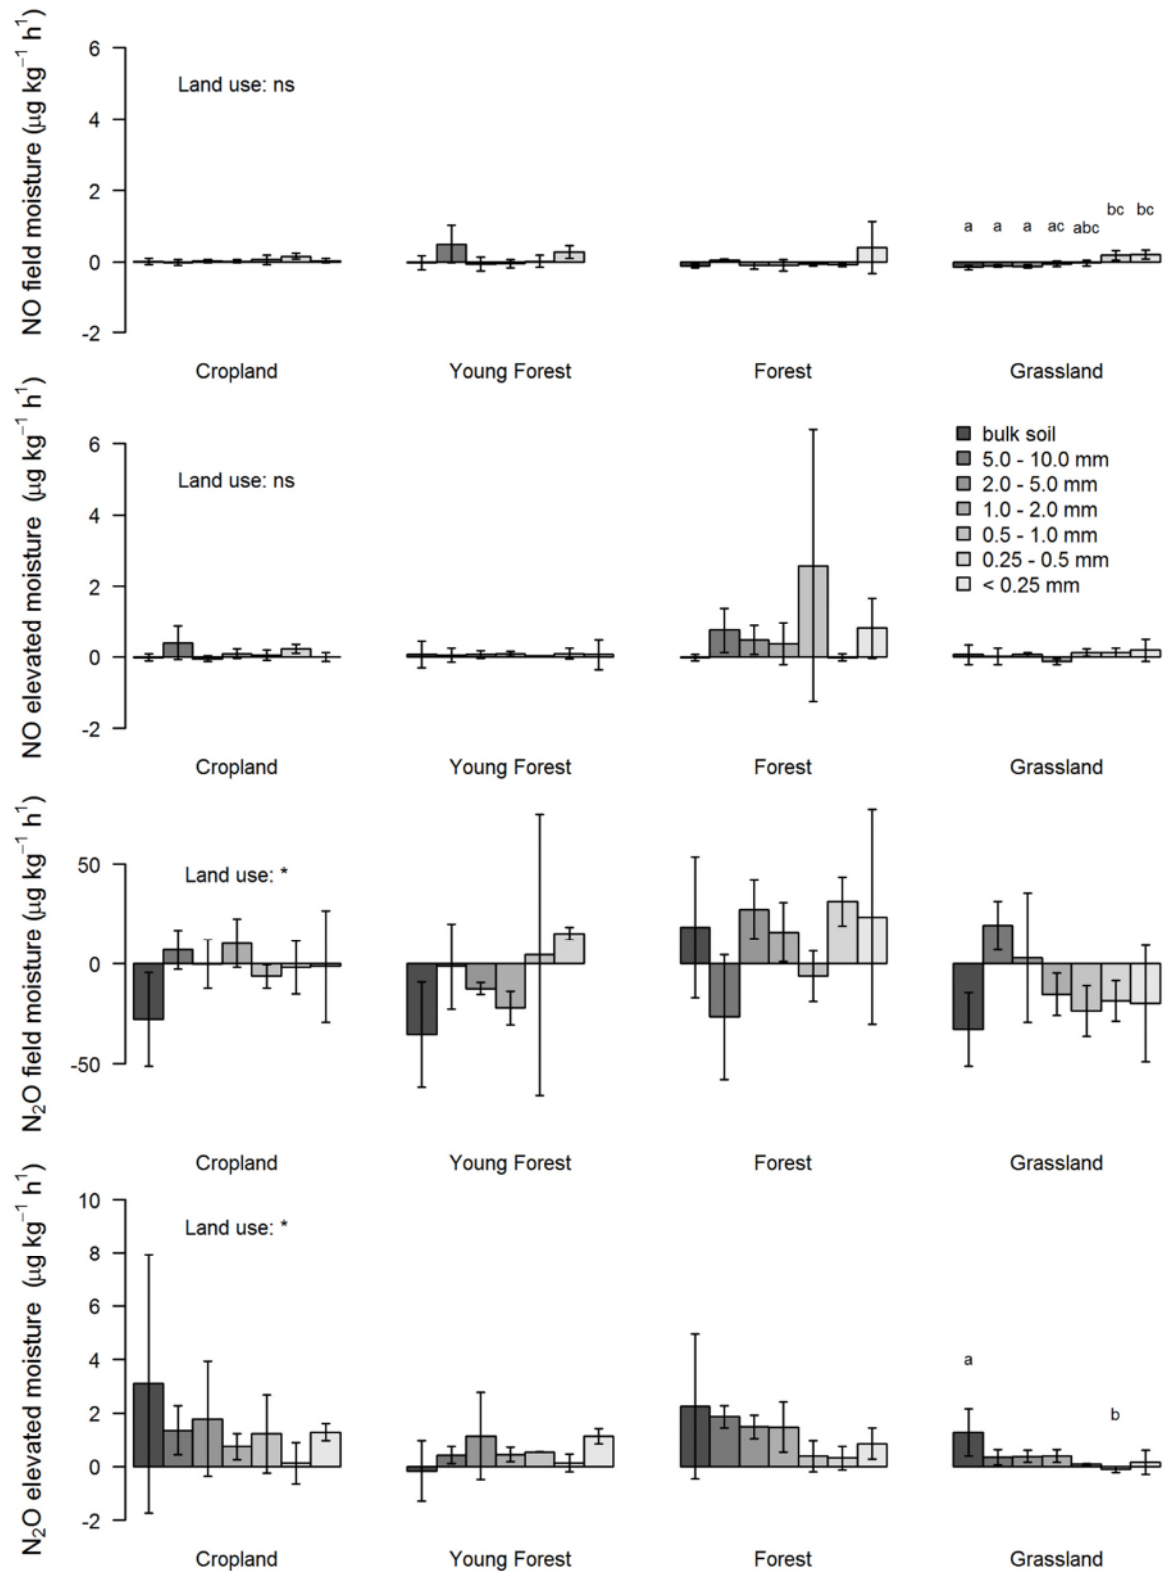 NO field moisture (μg kg⁻¹ h¹)
6
4
2
0
-2
Land use: ns
a a a ac abc bc bc
Cropland Young Forest Forest Grassland
NO elevated moisture (μg kg⁻¹ h¹)
6
4
2
0
-2
Land use: ns
bulk soil
5.0 - 10.0 mm
2.0 - 5.0 mm
1.0 - 2.0 mm
0.5 - 1.0 mm
0.25 - 0.5 mm
< 0.25 mm
Cropland Young Forest Forest Grassland
N₂O field moisture (μg kg⁻¹ h¹)
50
0
-50
Land use: *
Cropland Young Forest Forest Grassland
N₂O elevated moisture (μg kg⁻¹ h¹)
10
8
6
4
2
0
-2
Land use: *
a
b
Cropland Young Forest Forest Grassland